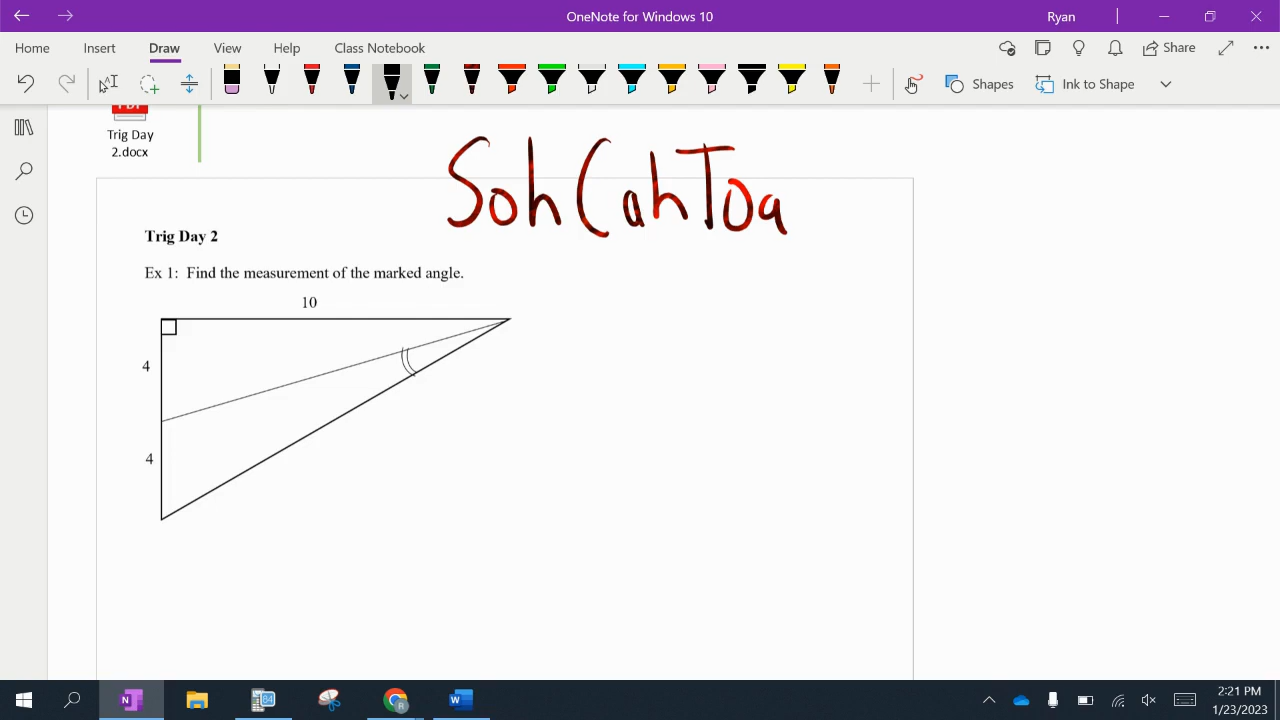 OneNote for Windows 10
Ryan
Home Insert Draw View Help Class Notebook
Share
Shapes
Ink to Shape
PDF
Trig Day
2.docx
SohCahToa
Trig Day 2
Ex 1: Find the measurement of the marked angle.
10
4
4
84
N
R
W
2:21 PM
1/23/2023